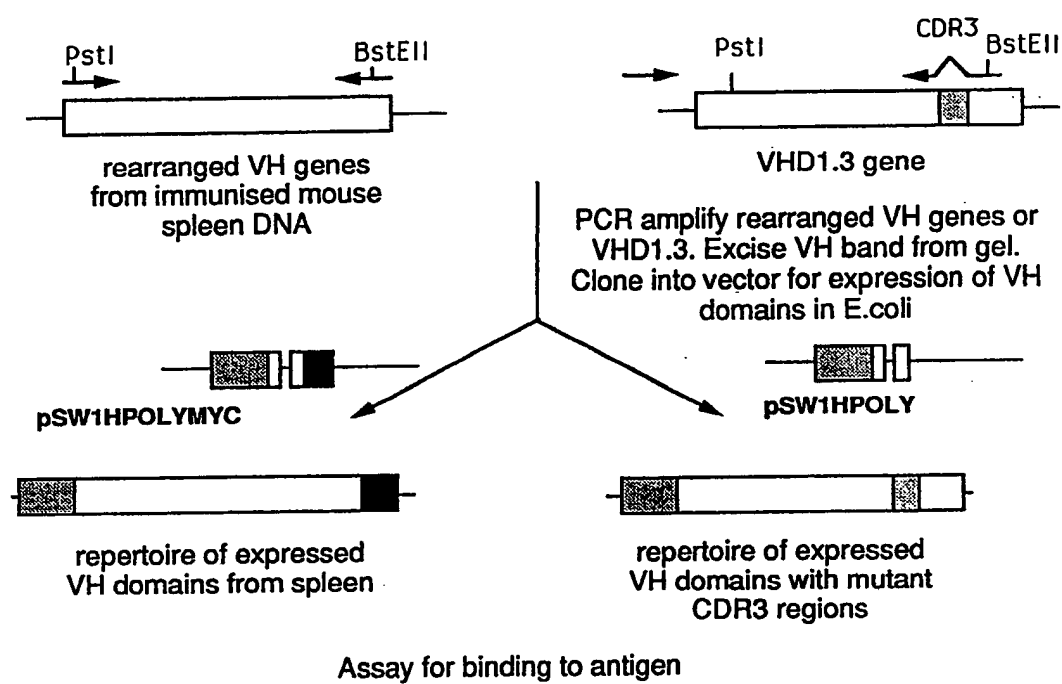 PstI
BstEII
rearranged VH genes
from immunised mouse
spleen DNA
PstI
CDR3
BstEII
VHD1.3 gene
PCR amplify rearranged VH genes or
VHD1.3. Excise VH band from gel.
Clone into vector for expression of VH
domains in E.coli
pSW1HPOLYMYC
pSW1HPOLY
repertoire of expressed
VH domains from spleen
repertoire of expressed
VH domains with mutant
CDR3 regions
Assay for binding to antigen